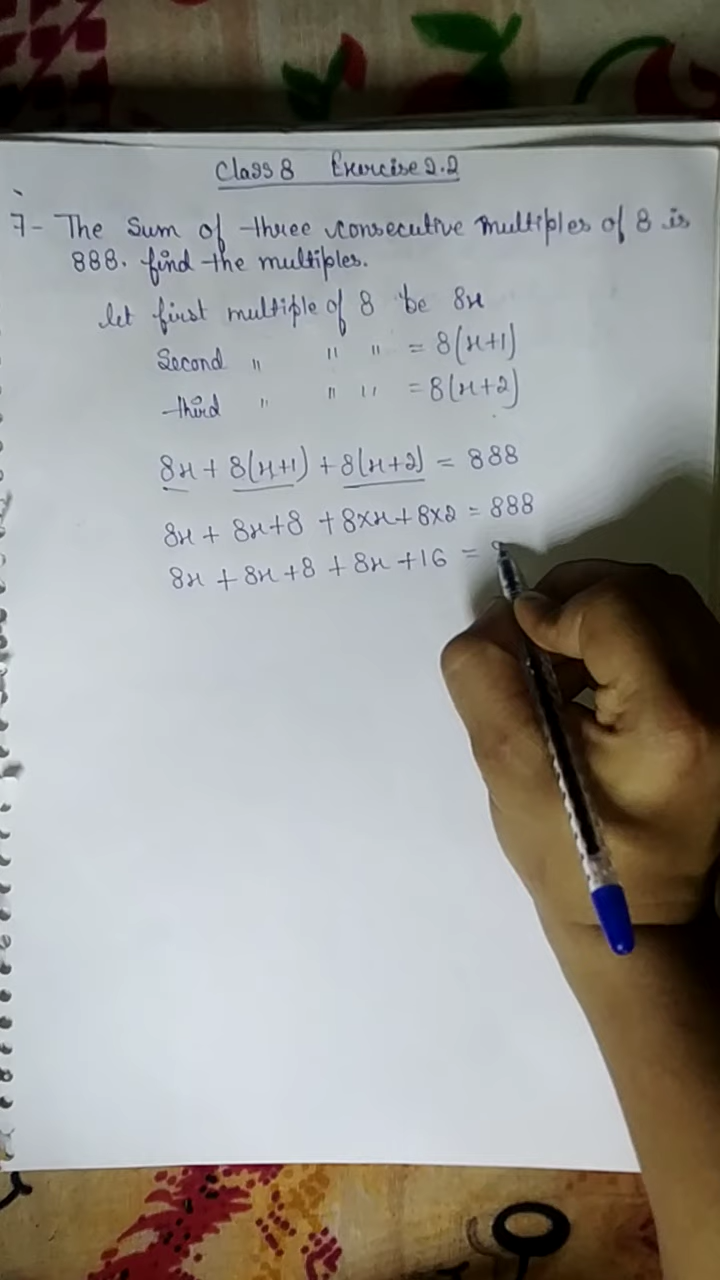 Class 8 Exercise 2.2
7- The Sum of three consecutive multiples of 8 is
888. find the multiples.
let first multiple of 8 be 8x
Second " " " = 8(x+1)
third " " " = 8(x+2)
8x + 8(x+1) + 8(x+2) = 888
8x + 8x+8 + 8×x+8×2 = 888
8x + 8x+8 + 8x +16 =